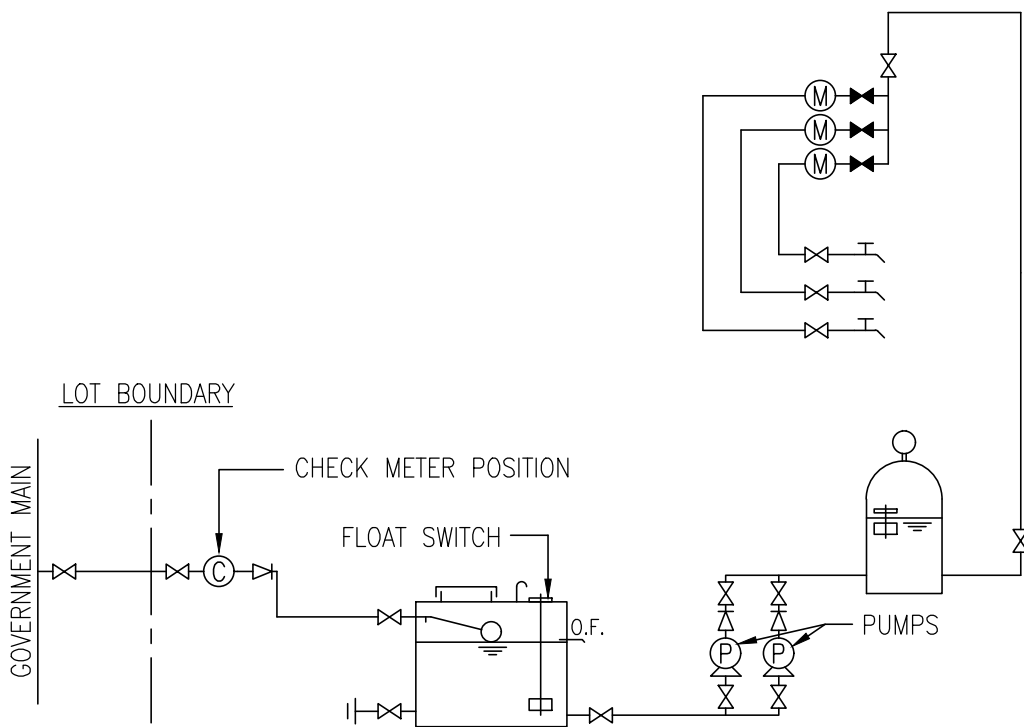 M
M
M
LOT BOUNDARY
GOVERNMENT MAIN
CHECK METER POSITION
FLOAT SWITCH
C
O.F.
PUMPS
P
P